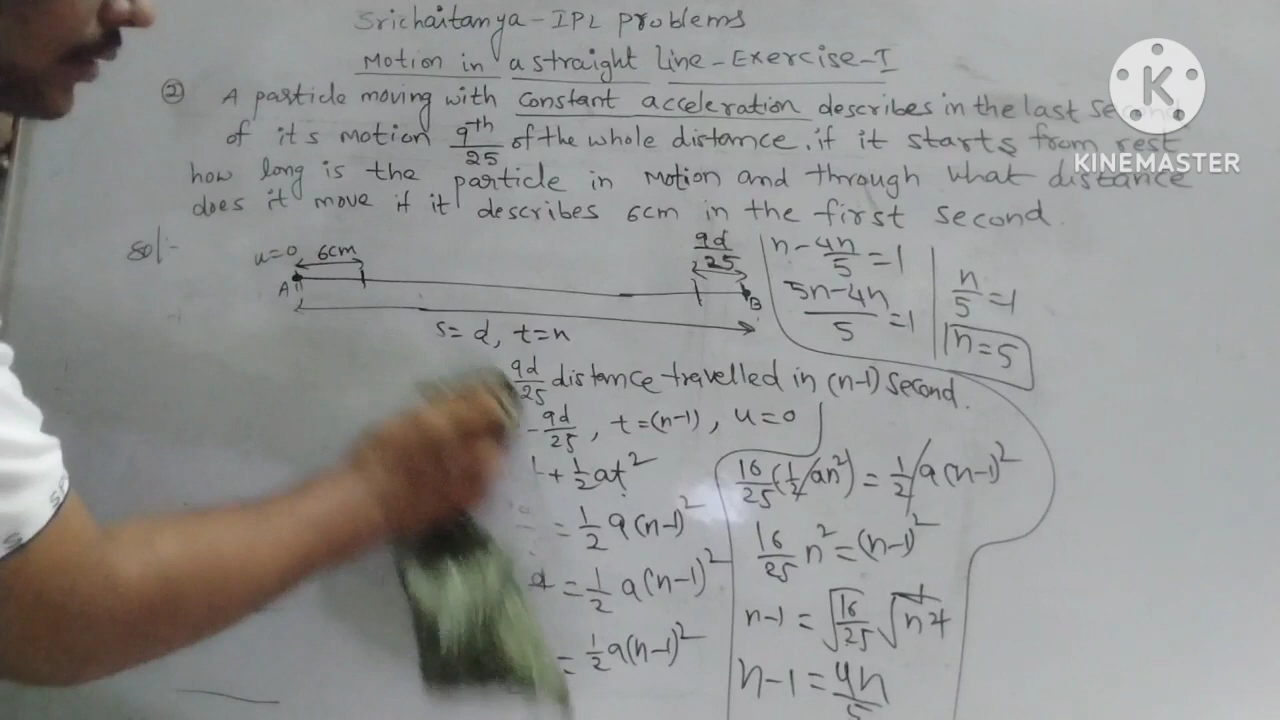 Srichaitanya - IPL problems
Motion in a straight line - Exercise - I
② A particle moving with constant acceleration describes in the last second
of its motion 9th/25 of the whole distance. if it starts from rest
how long is the particle in motion and through what distance
does it move if it describes 6cm in the first second.
Sol:-
u=0 6cm 9d/25
A B
s= d, t=n
9d/25 distance travelled in (n-1) second.
- 9d/25, t=(n-1), u=0
+ 1/2 at²
= 1/2 a(n-1)²
d = 1/2 a(n-1)²
= 1/2 a(n-1)²
16/25 (1/2 an²) = 1/2 a(n-1)²
16/25 n² = (n-1)²
n-1 = √16/25 √n²
n-1 = 4n/5
n - 4n/5 = 1
5n-4n/5 = 1
n/5 = 1
n=5
K
KINEMASTER